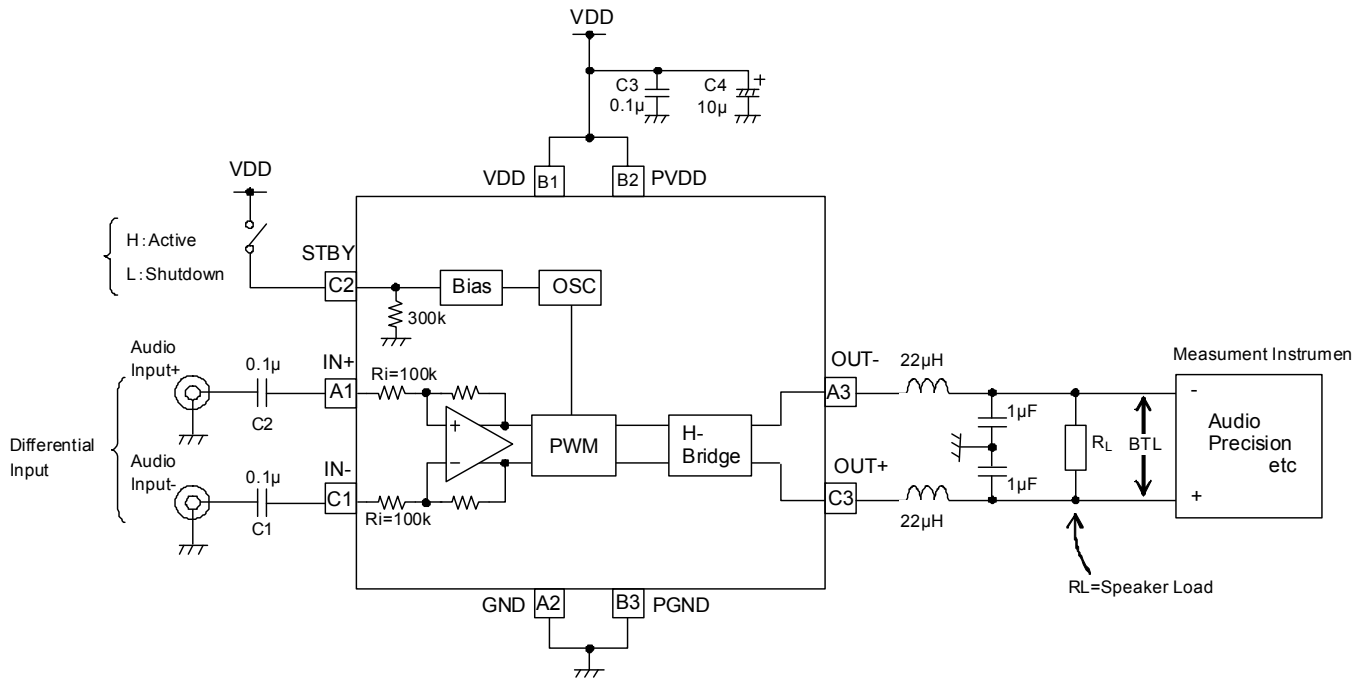 VDD
C3
0.1µ
C4
+
10µ
VDD
B1
B2
PVDD
VDD
H:Active
L:Shutdown
STBY
C2
Bias
OSC
300k
Audio
Input+
0.1µ
C2
IN+
A1
Ri=100k
+
−
PWM
H-
Bridge
OUT-
A3
22µH
Differential
Input
Audio
Input-
0.1µ
C1
IN-
C1
Ri=100k
OUT+
C3
22µH
1µF
1µF
RL
BTL
Measument Instrumen
-
Audio
Precision
etc
+
RL=Speaker Load
GND
A2
B3
PGND